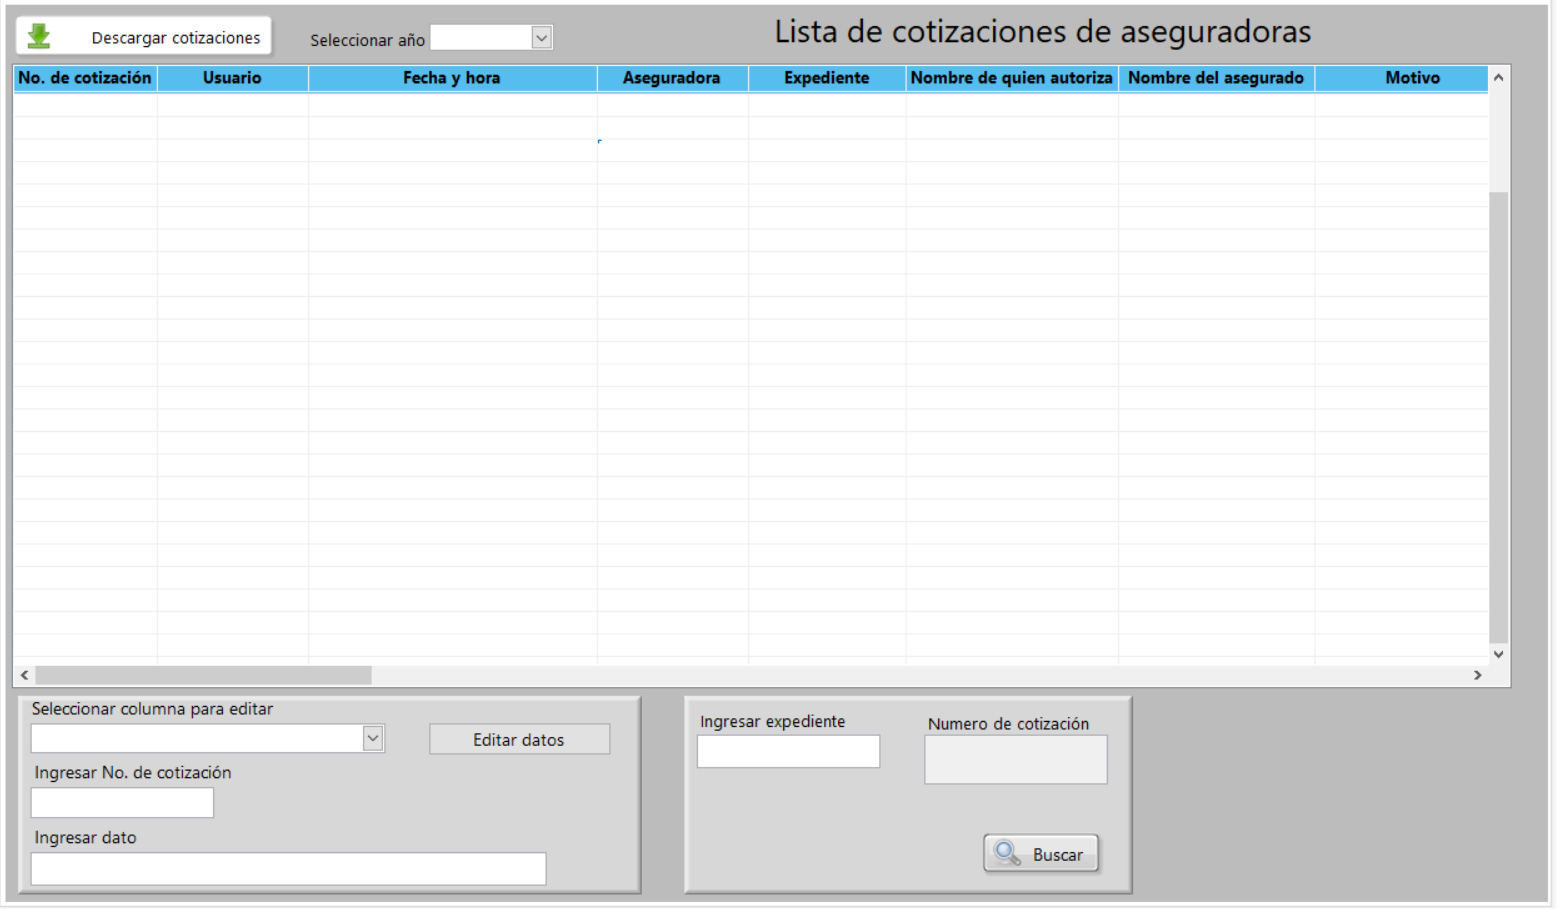 Descargar cotizaciones
Seleccionar año
Lista de cotizaciones de aseguradoras
No. de cotización Usuario Fecha y hora Aseguradora Expediente Nombre de quien autoriza Nombre del asegurado Motivo
Seleccionar columna para editar
Editar datos
Ingresar No. de cotización
Ingresar dato
Ingresar expediente
Numero de cotización
Buscar